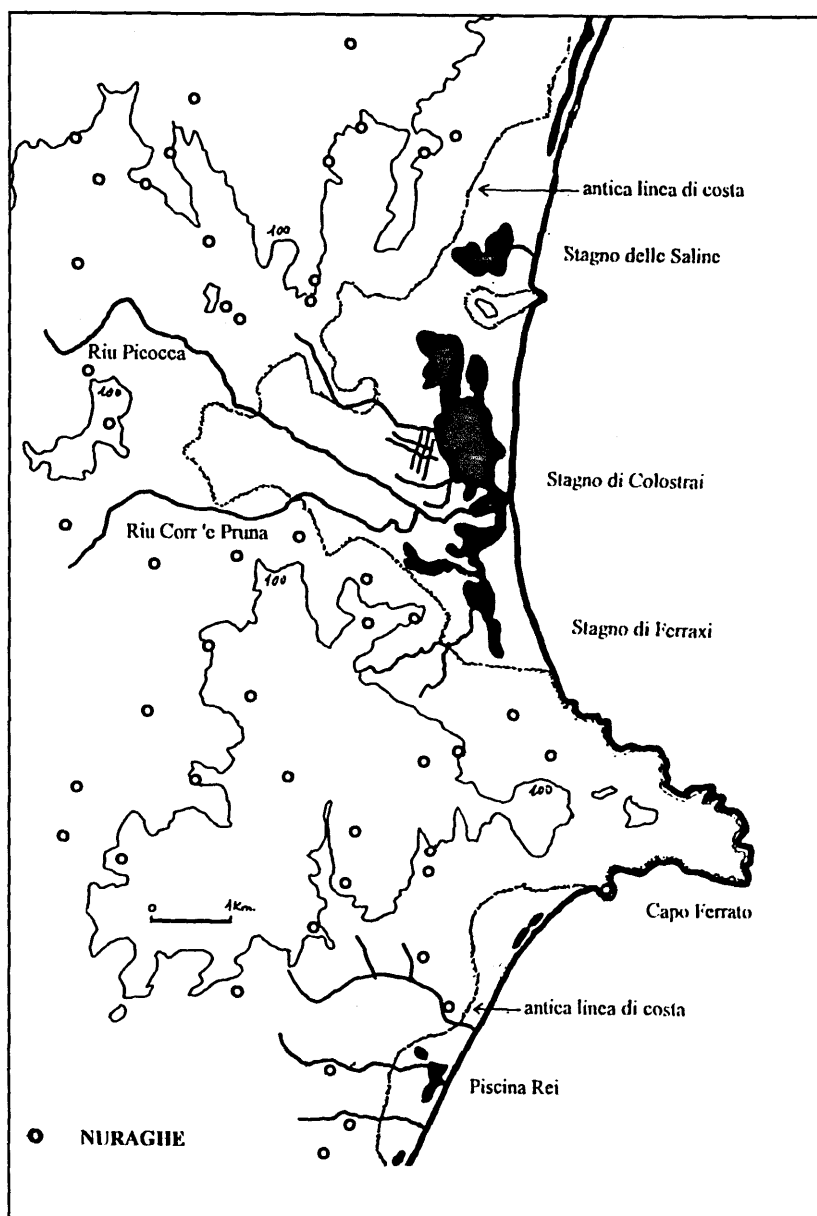 antica linea di costa
100
Stagno delle Saline
Riu Picocca
100
Stagno di Colostrai
Riu Corr 'e Pruna
100
Stagno di Ferraxi
100
0 1Km.
Capo Ferrato
antica linea di costa
Piscina Rei
NURAGHE